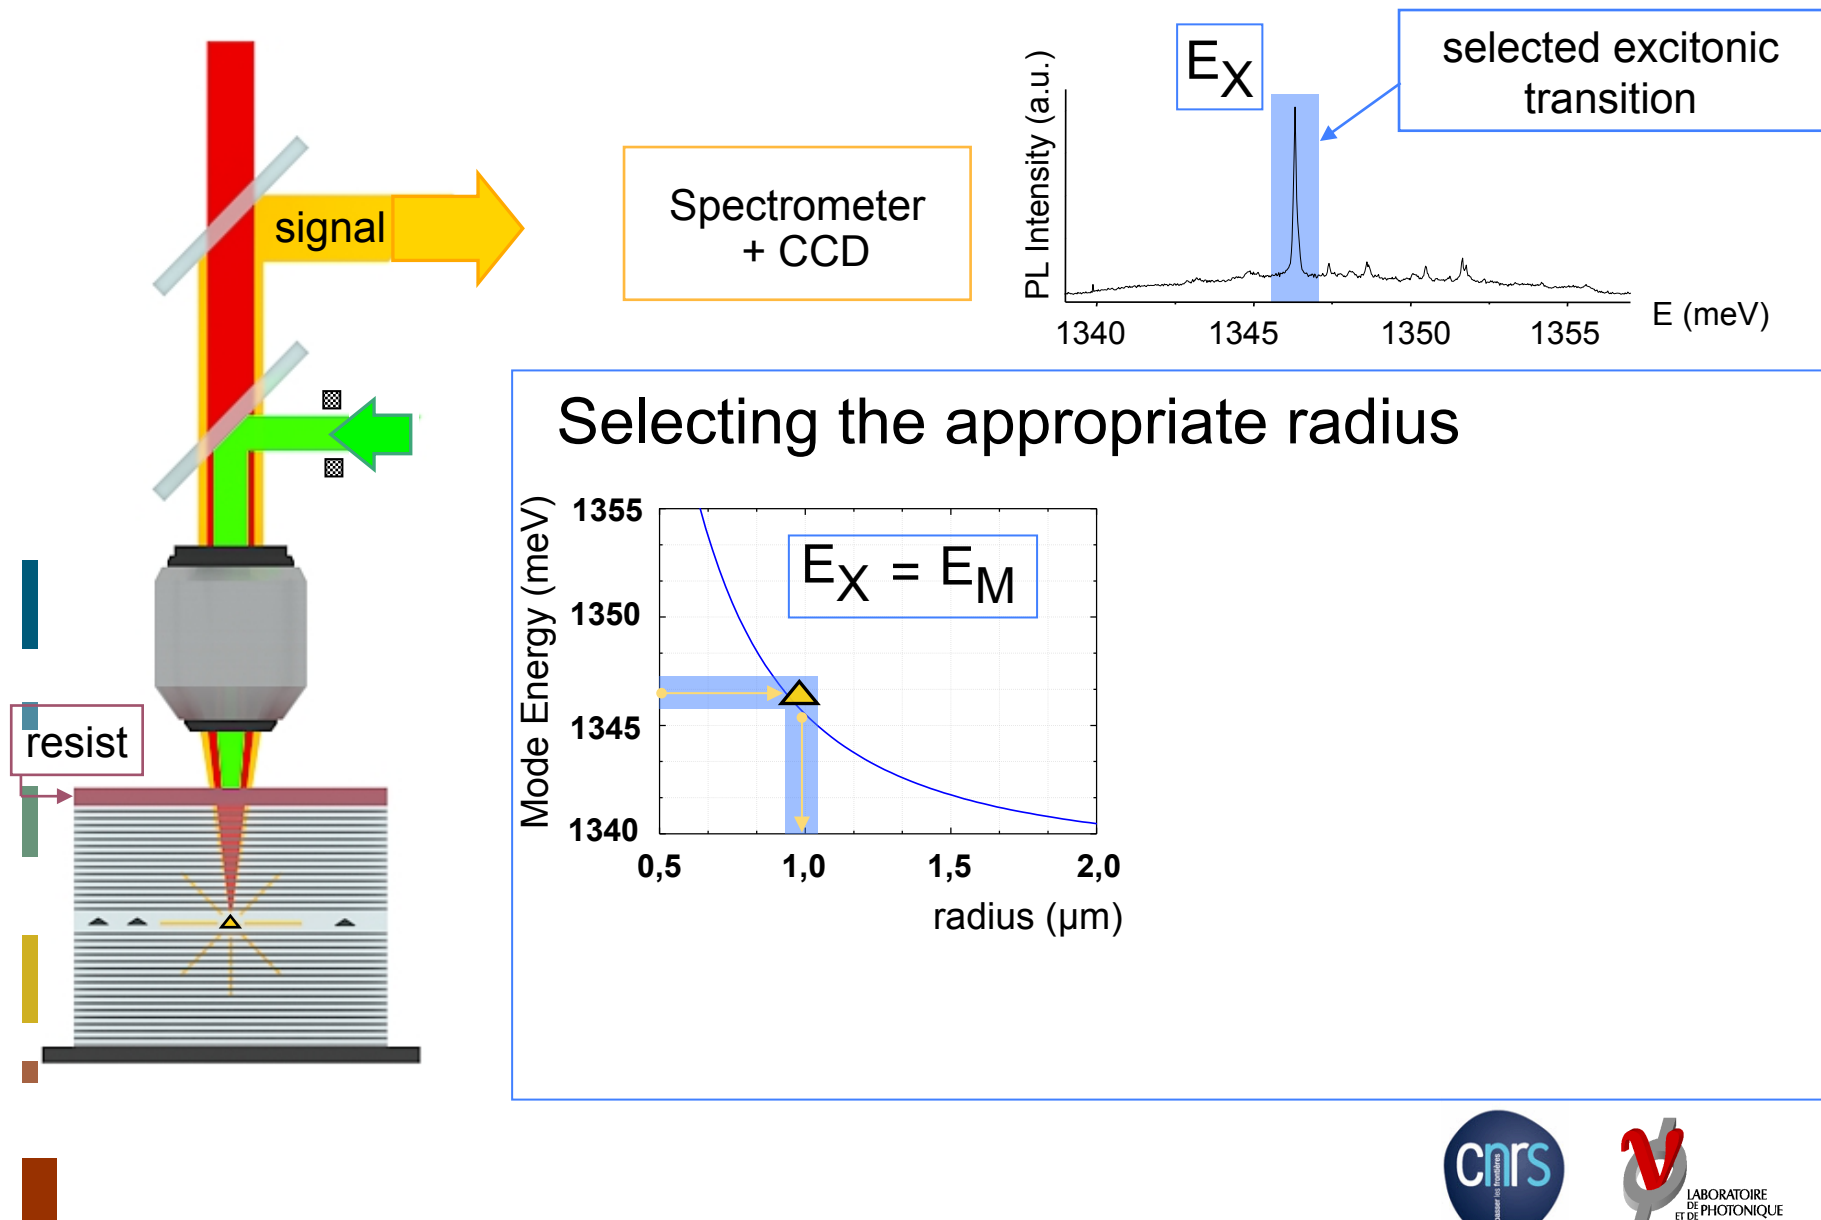 signal
Spectrometer
+ CCD
PL Intensity (a.u.)
EX
selected excitonic
transition
1340
1345
1350
1355
E (meV)
Selecting the appropriate radius
Mode Energy (meV)
1355
1350
1345
1340
EX = EM
0,5
1,0
1,5
2,0
radius (µm)
resist
cnrs
LABORATOIRE
DE
ET DE PHOTONIQUE